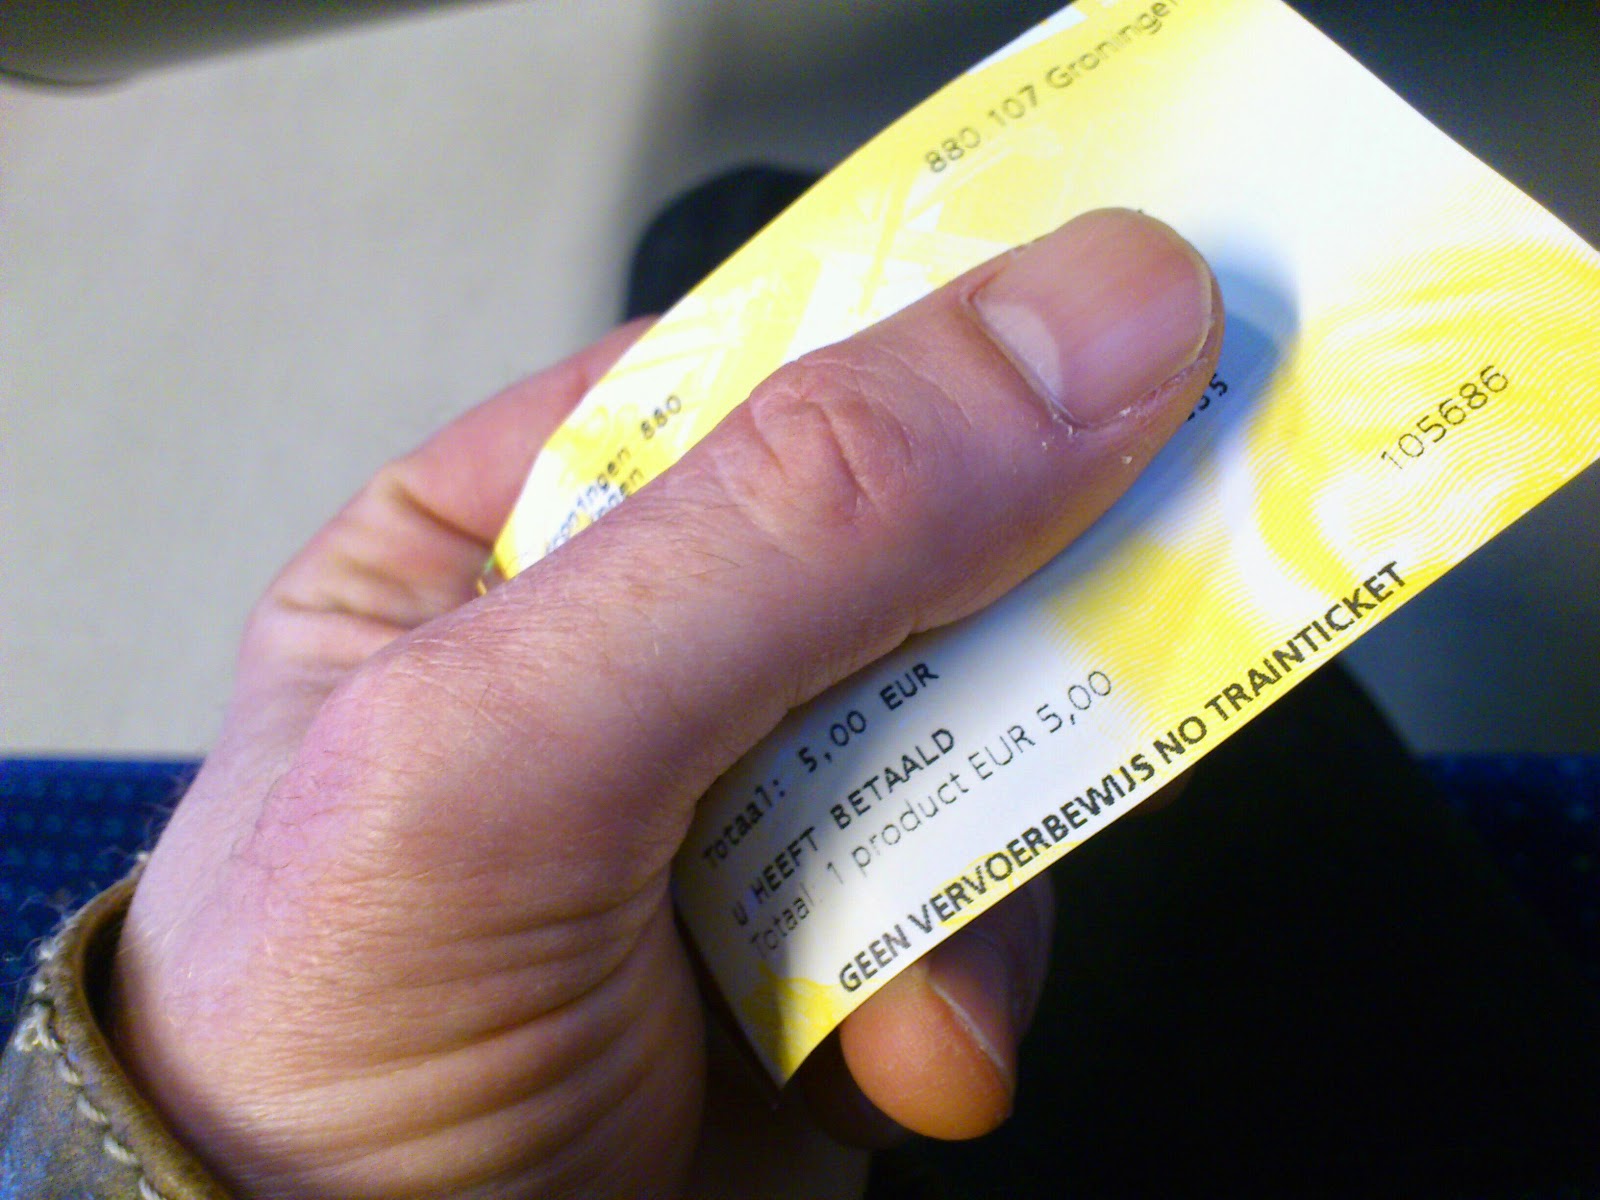 880 107 Groningen
880
105686
Totaal: 5,00 EUR
U HEEFT BETAALD
Totaal: 1 product EUR 5,00
GEEN VERVOERBEWIJS NO TRAINTICKET